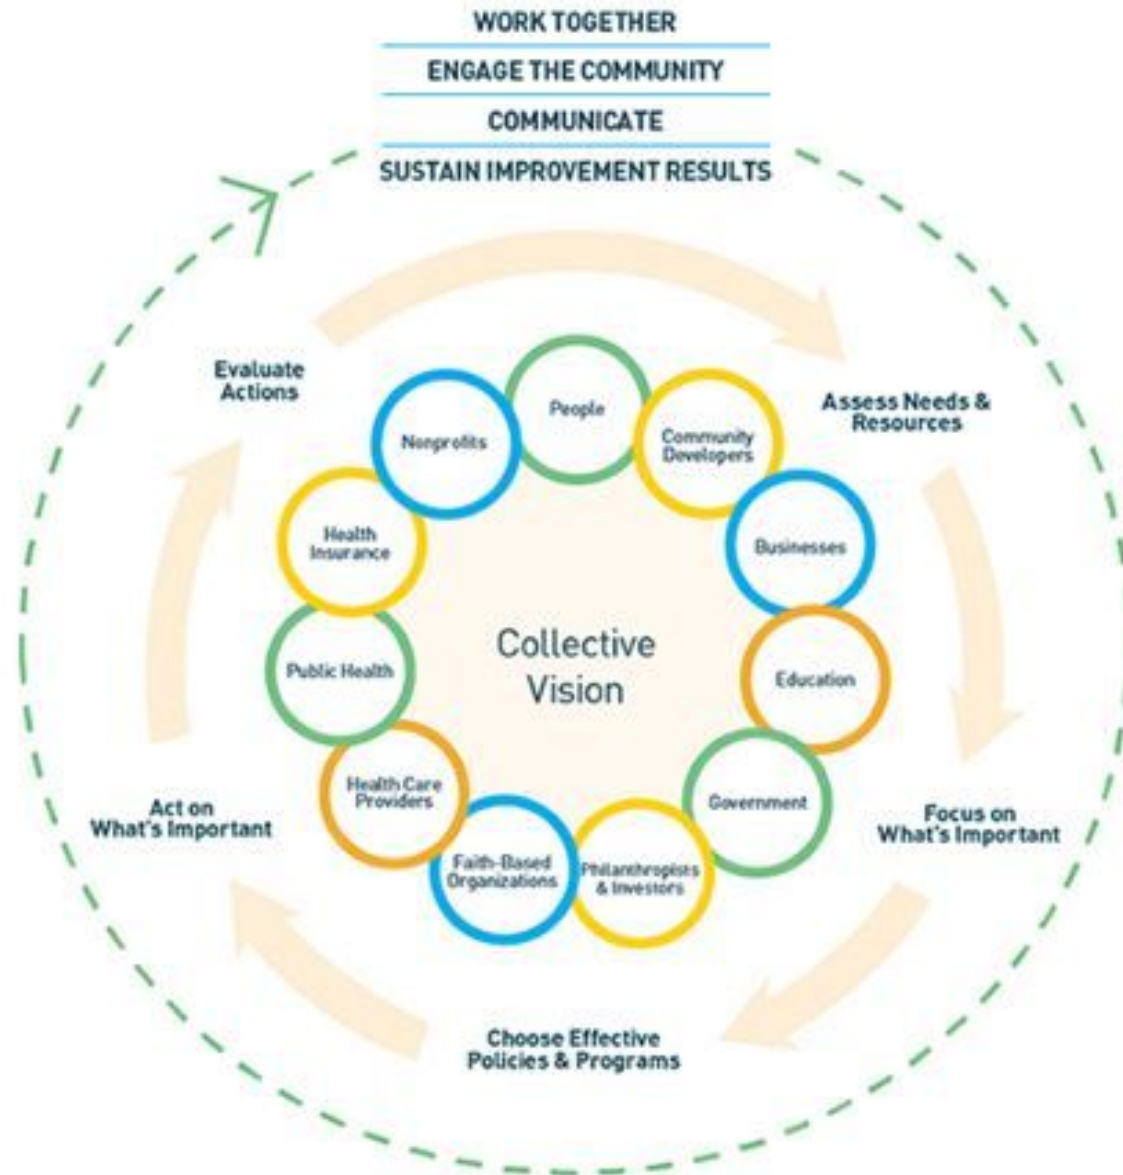 WORK TOGETHER
ENGAGE THE COMMUNITY
COMMUNICATE
SUSTAIN IMPROVEMENT RESULTS
Evaluate
Actions
Assess Needs &
Resources
Focus on
What's Important
Choose Effective
Policies & Programs
Act on
What's Important
People
Community
Developers
Businesses
Education
Government
Philanthropists
& Investors
Faith-Based
Organizations
Health Care
Providers
Public Health
Health
Insurance
Nonprofits
Collective
Vision